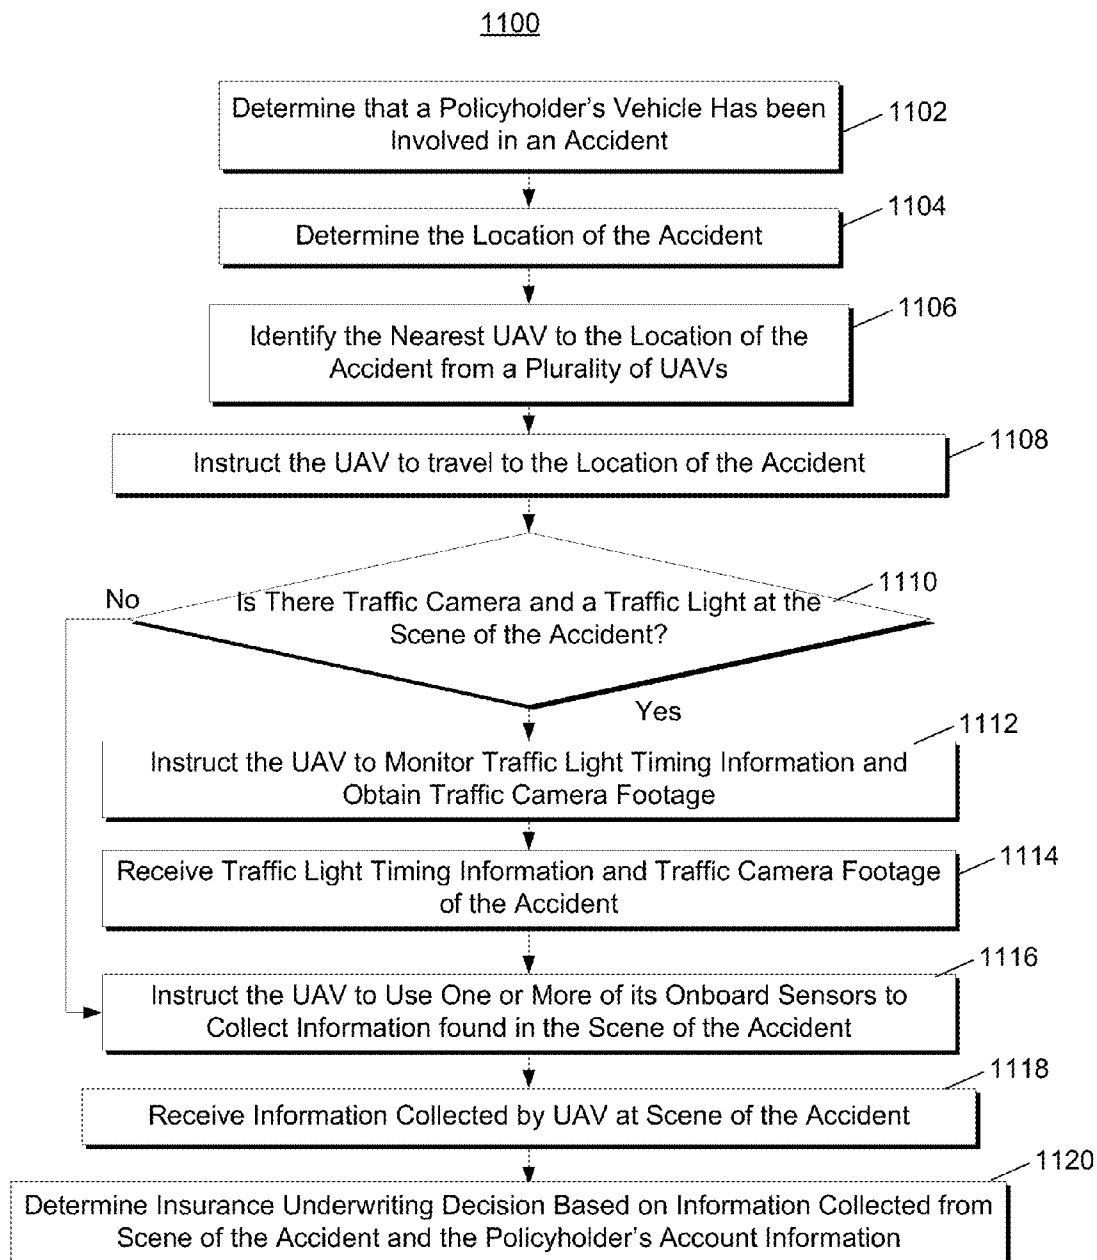 1100
Determine that a Policyholder's Vehicle Has been
Involved in an Accident
1102
Determine the Location of the Accident
1104
Identify the Nearest UAV to the Location of the
Accident from a Plurality of UAVs
1106
Instruct the UAV to travel to the Location of the Accident
1108
Is There Traffic Camera and a Traffic Light at the
Scene of the Accident?
1110
No
Yes
Instruct the UAV to Monitor Traffic Light Timing Information and
Obtain Traffic Camera Footage
1112
Receive Traffic Light Timing Information and Traffic Camera Footage
of the Accident
1114
Instruct the UAV to Use One or More of its Onboard Sensors to
Collect Information found in the Scene of the Accident
1116
Receive Information Collected by UAV at Scene of the Accident
1118
Determine Insurance Underwriting Decision Based on Information Collected from
Scene of the Accident and the Policyholder's Account Information
1120